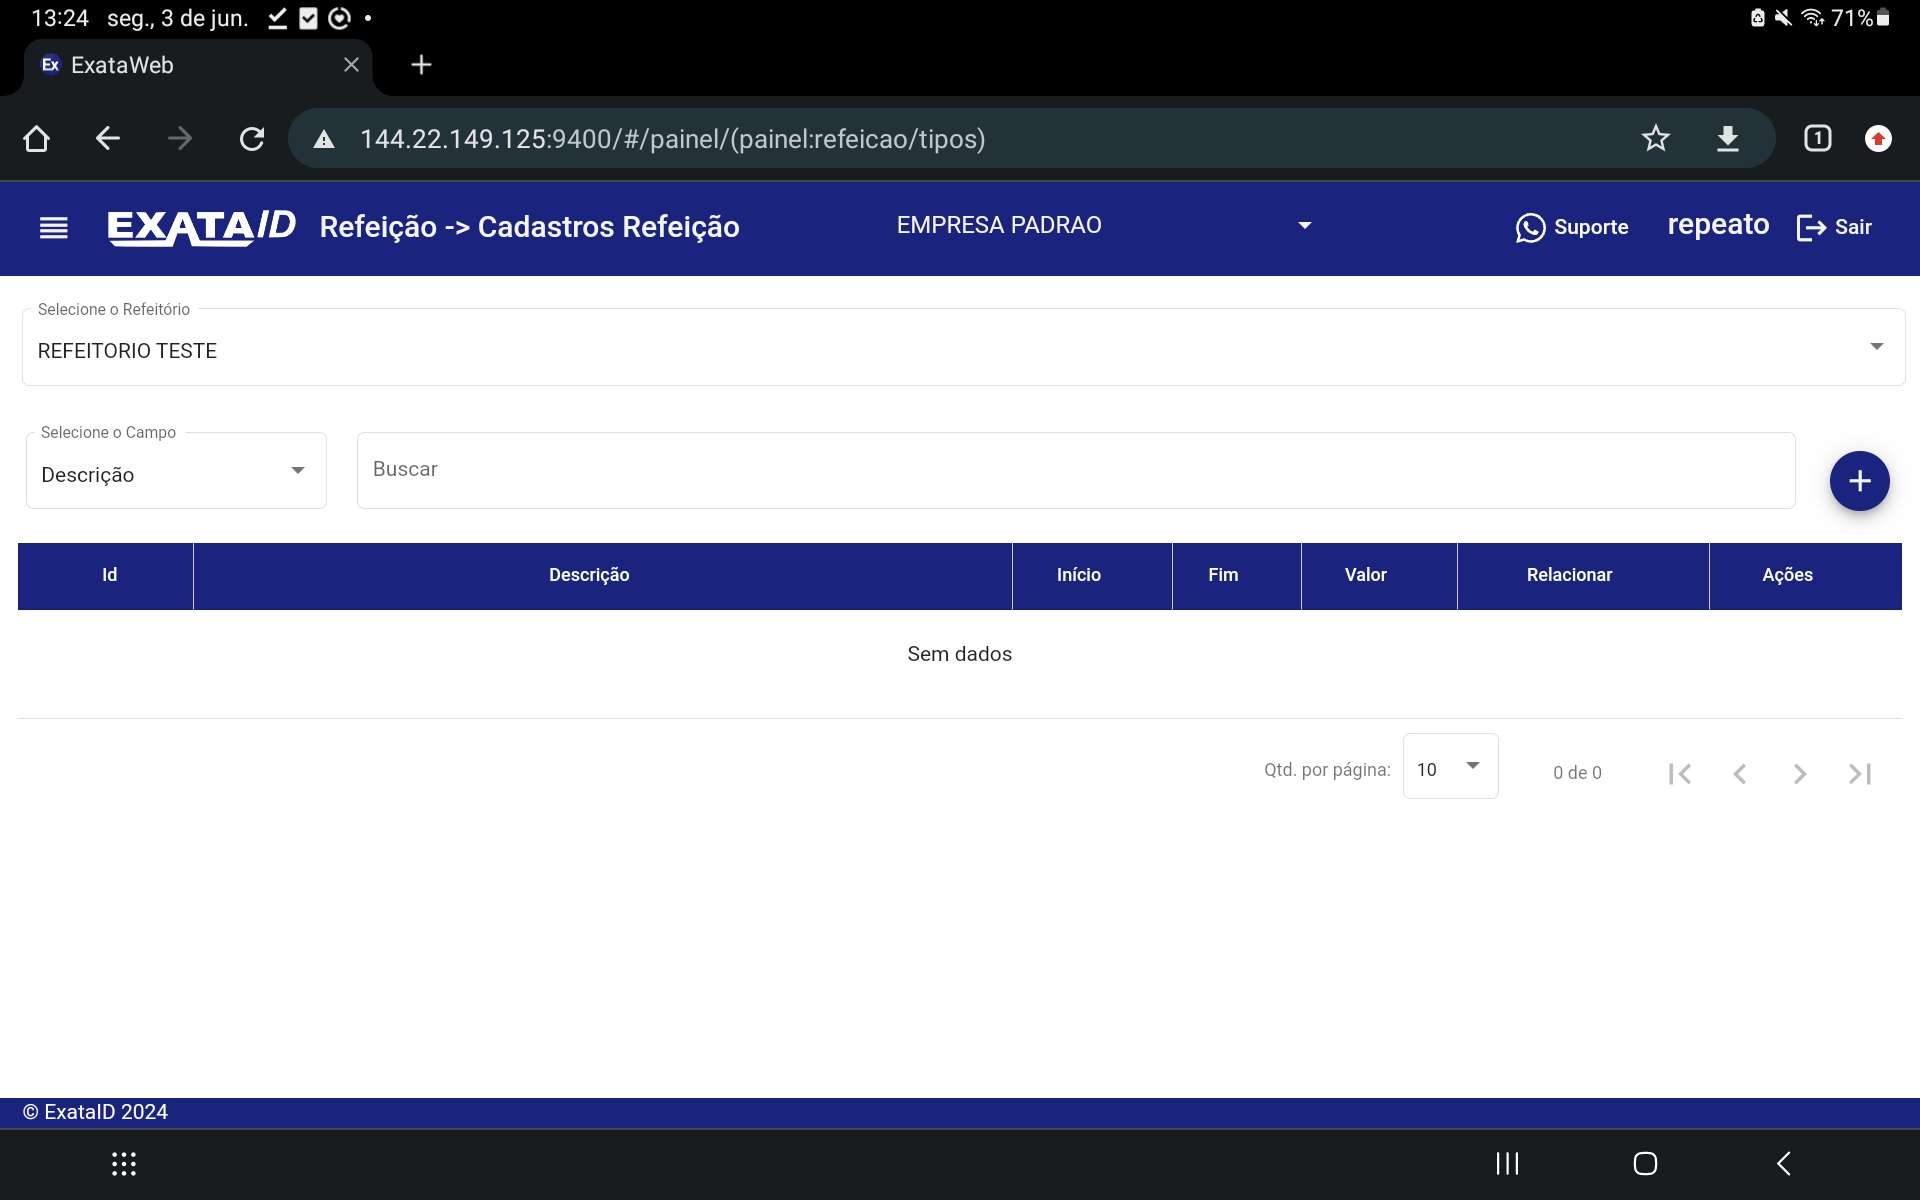 13:24 seg., 3 de jun. 71%
Ex ExataWeb
144.22.149.125:9400/#/painel/(painel:refeicao/tipos) 1
EXATAID Refeição -> Cadastros Refeição EMPRESA PADRAO Suporte repeato Sair
Selecione o Refeitório
REFEITORIO TESTE
Selecione o Campo
Descrição Buscar
Id Descrição Início Fim Valor Relacionar Ações
Sem dados
Qtd. por página: 10 0 de 0
© ExataID 2024